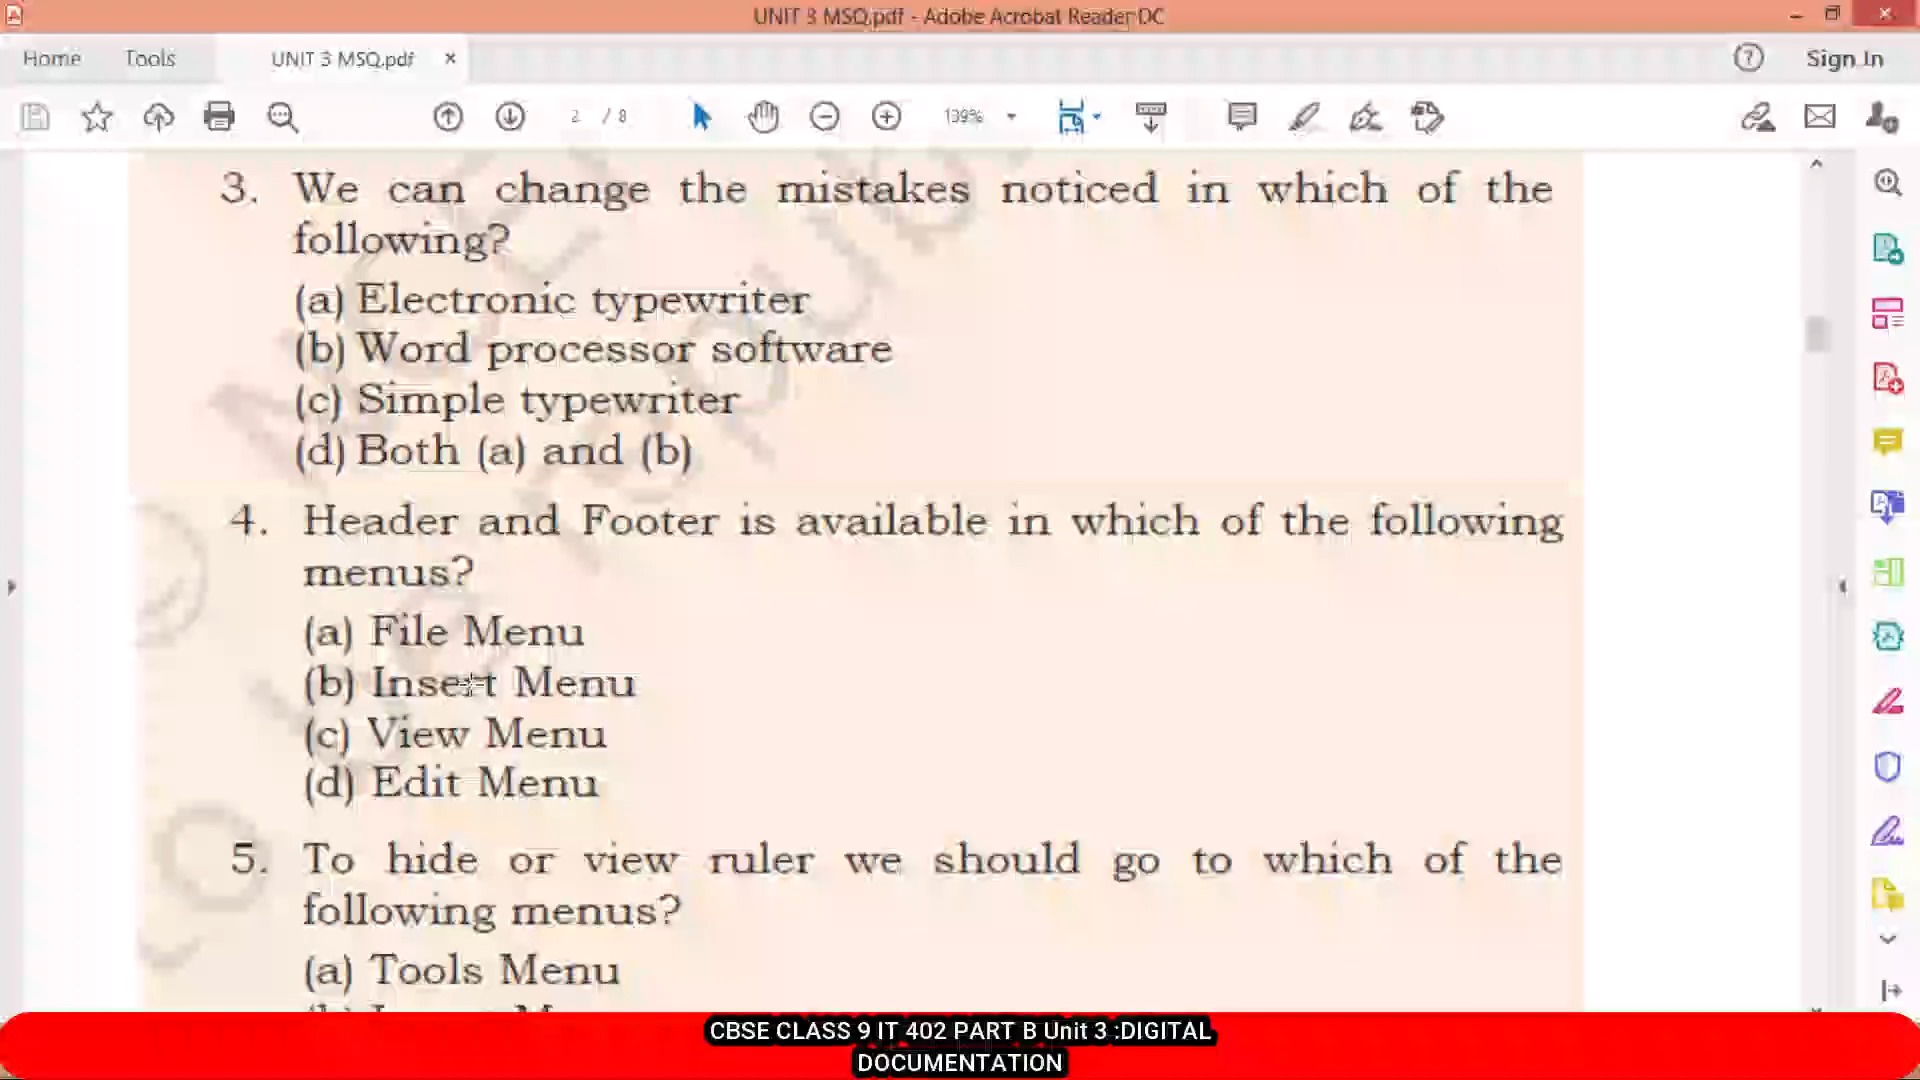 UNIT 3 MSQ.pdf - Adobe Acrobat Reader DC
Home Tools UNIT 3 MSQ.pdf × Sign In
2 / 8 139%
3. We can change the mistakes noticed in which of the
following?
(a) Electronic typewriter
(b) Word processor software
(c) Simple typewriter
(d) Both (a) and (b)
4. Header and Footer is available in which of the following
menus?
(a) File Menu
(b) Insert Menu
(c) View Menu
(d) Edit Menu
5. To hide or view ruler we should go to which of the
following menus?
(a) Tools Menu
CBSE CLASS 9 IT 402 PART B Unit 3 :DIGITAL
DOCUMENTATION